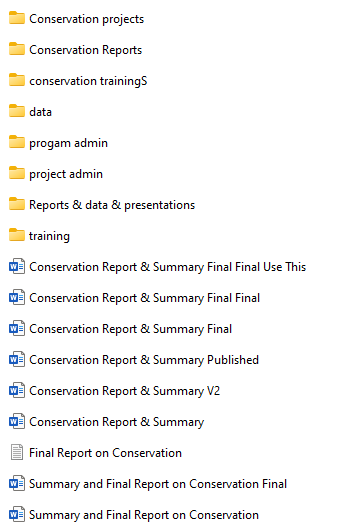 Conservation projects
Conservation Reports
conservation trainingS
data
progam admin
project admin
Reports & data & presentations
training
Conservation Report & Summary Final Final Use This
Conservation Report & Summary Final Final
Conservation Report & Summary Final
Conservation Report & Summary Published
Conservation Report & Summary V2
Conservation Report & Summary
Final Report on Conservation
Summary and Final Report on Conservation Final
Summary and Final Report on Conservation